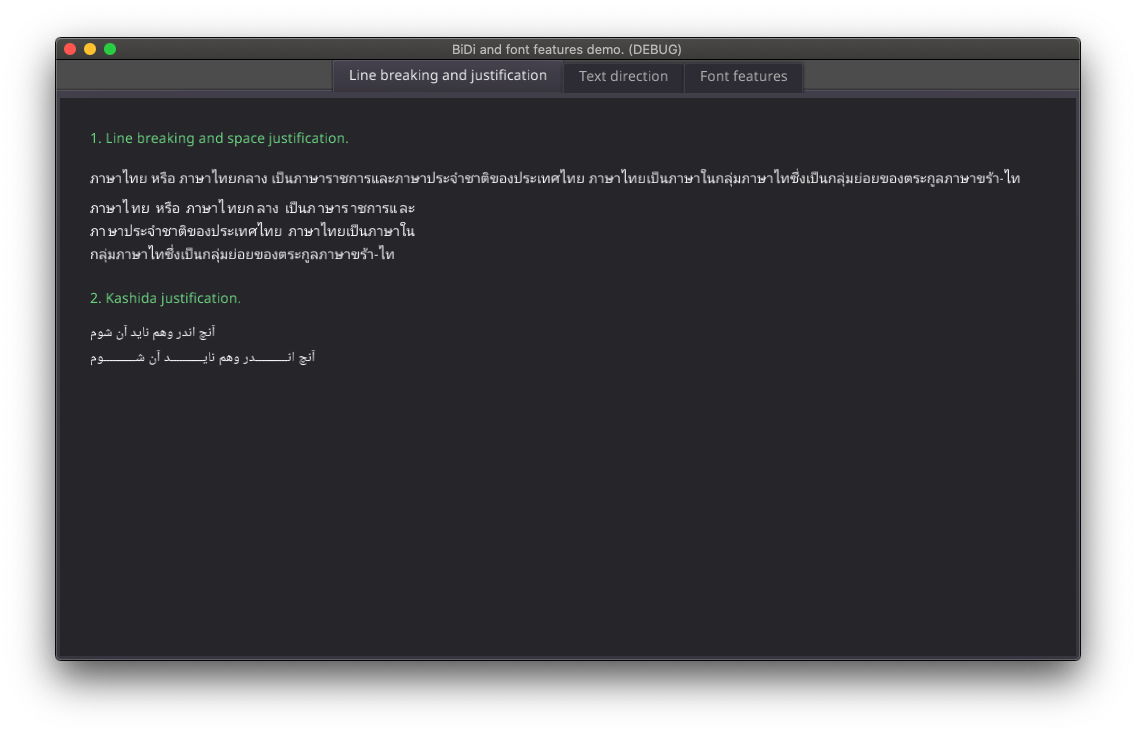 BiDi and font features demo. (DEBUG)
Line breaking and justification
Text direction
Font features
1. Line breaking and space justification.
ภาษาไทย หรือ ภาษาไทยกลาง เป็นภาษาราชการและภาษาประจำชาติของประเทศไทย ภาษาไทยเป็นภาษาในกลุ่มภาษาไทซึ่งเป็นกลุ่มย่อยของตระกูลภาษาขร้า-ไท
ภาษาไทย หรือ ภาษาไทยกลาง เป็นภาษาราชการและ
ภาษาประจำชาติของประเทศไทย ภาษาไทยเป็นภาษาใน
กลุ่มภาษาไทซึ่งเป็นกลุ่มย่อยของตระกูลภาษาขร้า-ไท
2. Kashida justification.
آنچ اندر وهم ناید آن شوم
آنچ انـــــــــدر وهم نایـــــــــد آن شـــــــــوم